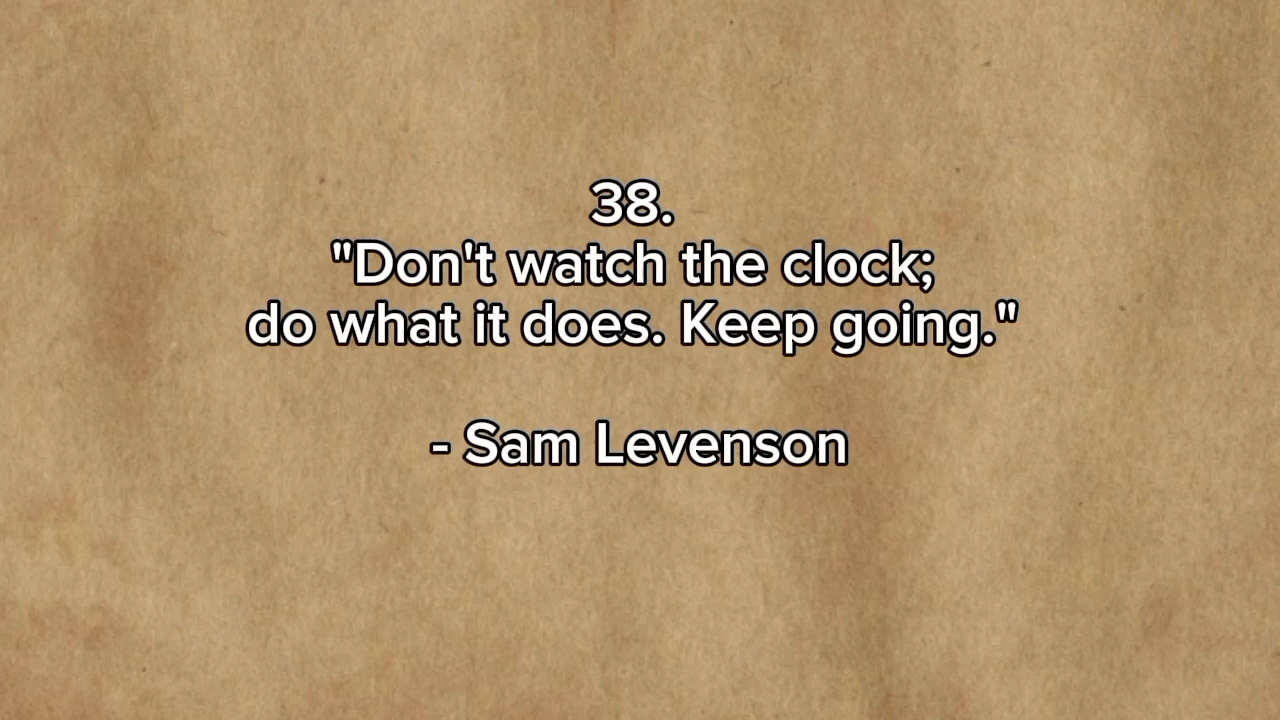 38.
"Don't watch the clock;
do what it does. Keep going."
- Sam Levenson